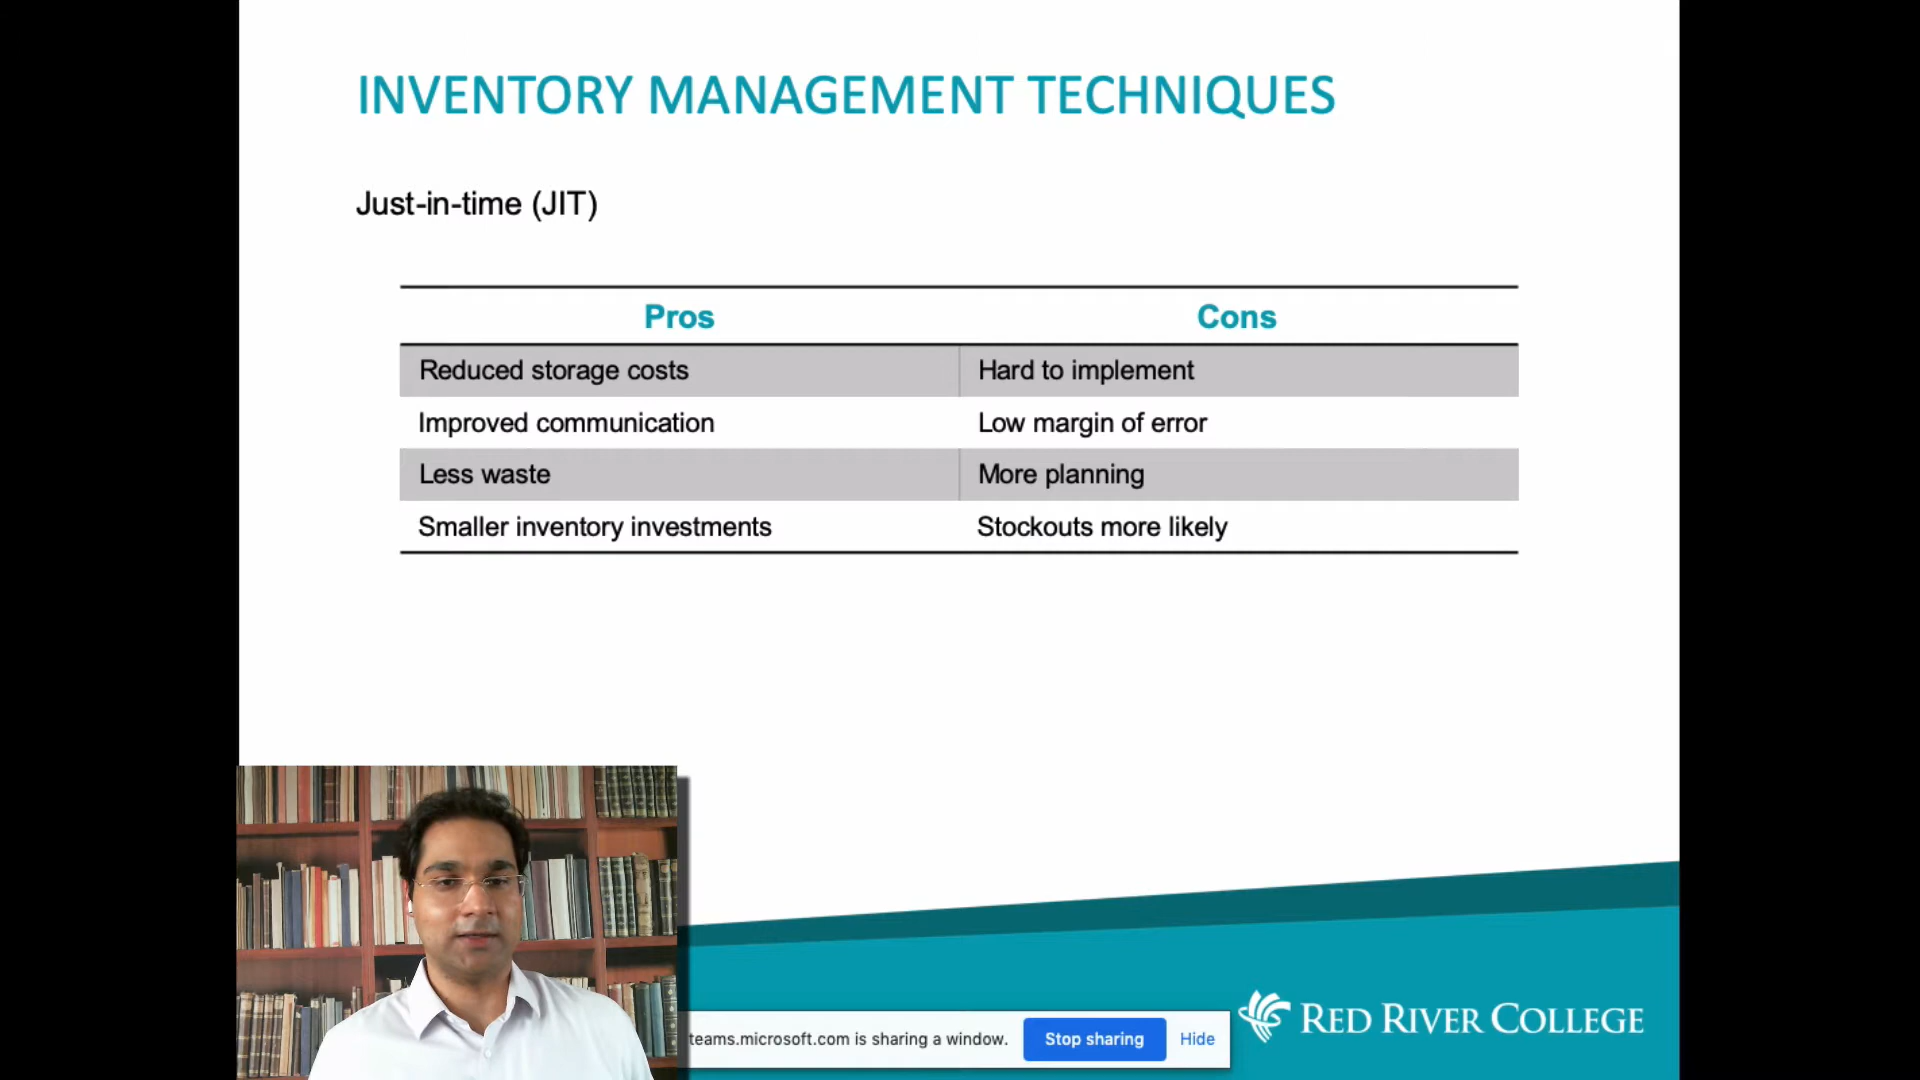 INVENTORY MANAGEMENT TECHNIQUES
Just-in-time (JIT)
Pros Cons
Reduced storage costs Hard to implement
Improved communication Low margin of error
Less waste More planning
Smaller inventory investments Stockouts more likely
teams.microsoft.com is sharing a window. Stop sharing Hide
RED RIVER COLLEGE